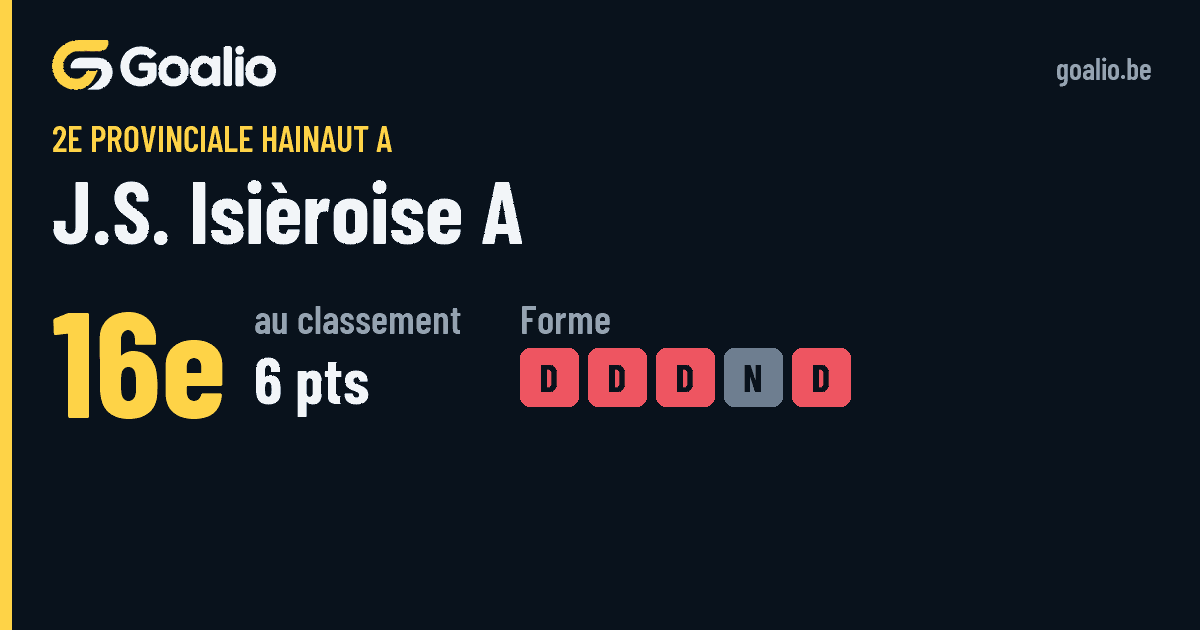 Goalio
goalio.be
2E PROVINCIALE HAINAUT A
J.S. Isièroise A
16e
au classement
6 pts
Forme
D D D N D